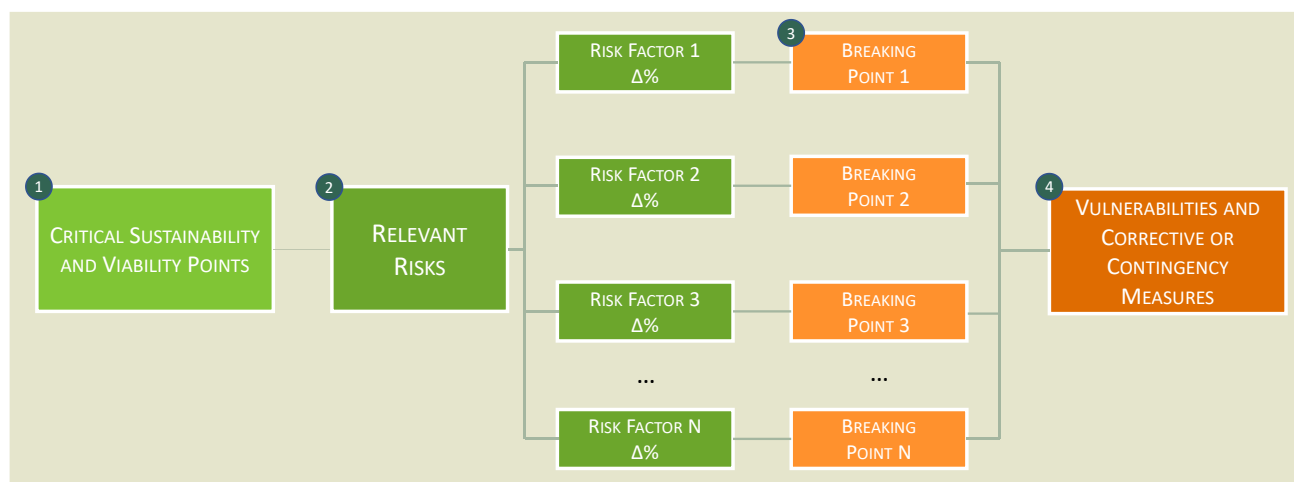 1
CRITICAL SUSTAINABILITY
AND VIABILITY POINTS
2
RELEVANT
RISKS
RISK FACTOR 1
Δ%
3
BREAKING
POINT 1
RISK FACTOR 2
Δ%
BREAKING
POINT 2
RISK FACTOR 3
Δ%
BREAKING
POINT 3
...
...
RISK FACTOR N
Δ%
BREAKING
POINT N
4
VULNERABILITIES AND
CORRECTIVE OR
CONTINGENCY
MEASURES